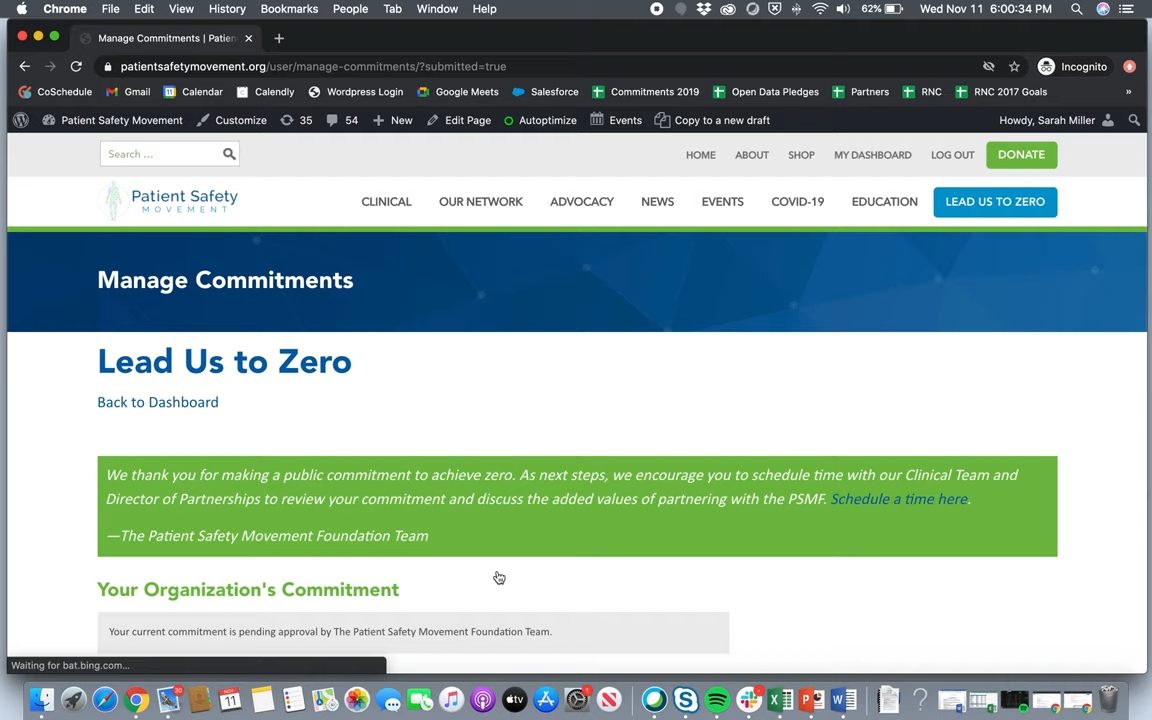 Chrome File Edit View History Bookmarks People Tab Window Help 62% Wed Nov 11 6:00:34 PM
Manage Commitments | Patien
patientsafetymovement.org/user/manage-commitments/?submitted=true Incognito
CoSchedule Gmail Calendar Calendly Wordpress Login Google Meets Salesforce Commitments 2019 Open Data Pledges Partners RNC RNC 2017 Goals »
Patient Safety Movement Customize 35 54 New Edit Page Autoptimize Events Copy to a new draft Howdy, Sarah Miller
Search ... HOME ABOUT SHOP MY DASHBOARD LOG OUT DONATE
Patient Safety
MOVEMENT
CLINICAL OUR NETWORK ADVOCACY NEWS EVENTS COVID-19 EDUCATION LEAD US TO ZERO
Manage Commitments
Lead Us to Zero
Back to Dashboard
We thank you for making a public commitment to achieve zero. As next steps, we encourage you to schedule time with our Clinical Team and
Director of Partnerships to review your commitment and discuss the added values of partnering with the PSMF. Schedule a time here.
—The Patient Safety Movement Foundation Team
Your Organization's Commitment
Your current commitment is pending approval by The Patient Safety Movement Foundation Team.
Waiting for bat.bing.com...